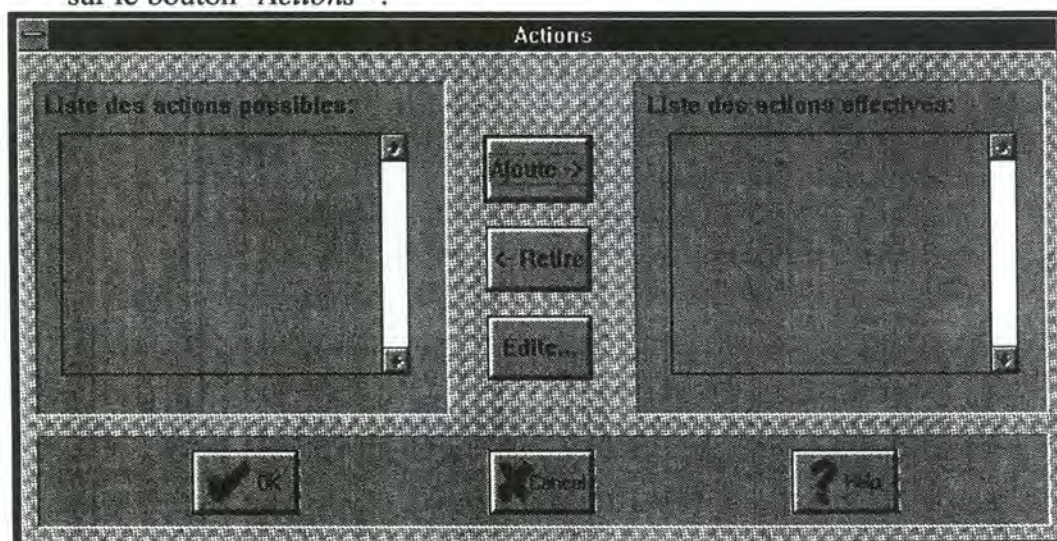 sur le bouton "Actions" :
Actions
Liste des actions possibles:
Liste des actions effectives:
Ajoute ->
<- Retire
Edite...
OK
Cancel
Help